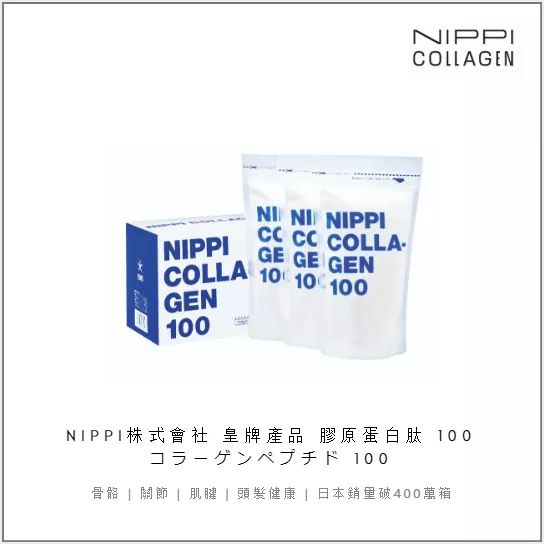 NIPPI
COLLAGEN
NIPPI COLLAGEN
NIPPI
COLLA-
GEN
100
NIPPI
COLLA-
GEN
100
NIPPI株式會社 皇牌產品 膠原蛋白肽 100
コラーゲンペプチド 100
骨骼 | 關節 | 肌腱 | 頭髮健康 | 日本銷量破400萬箱